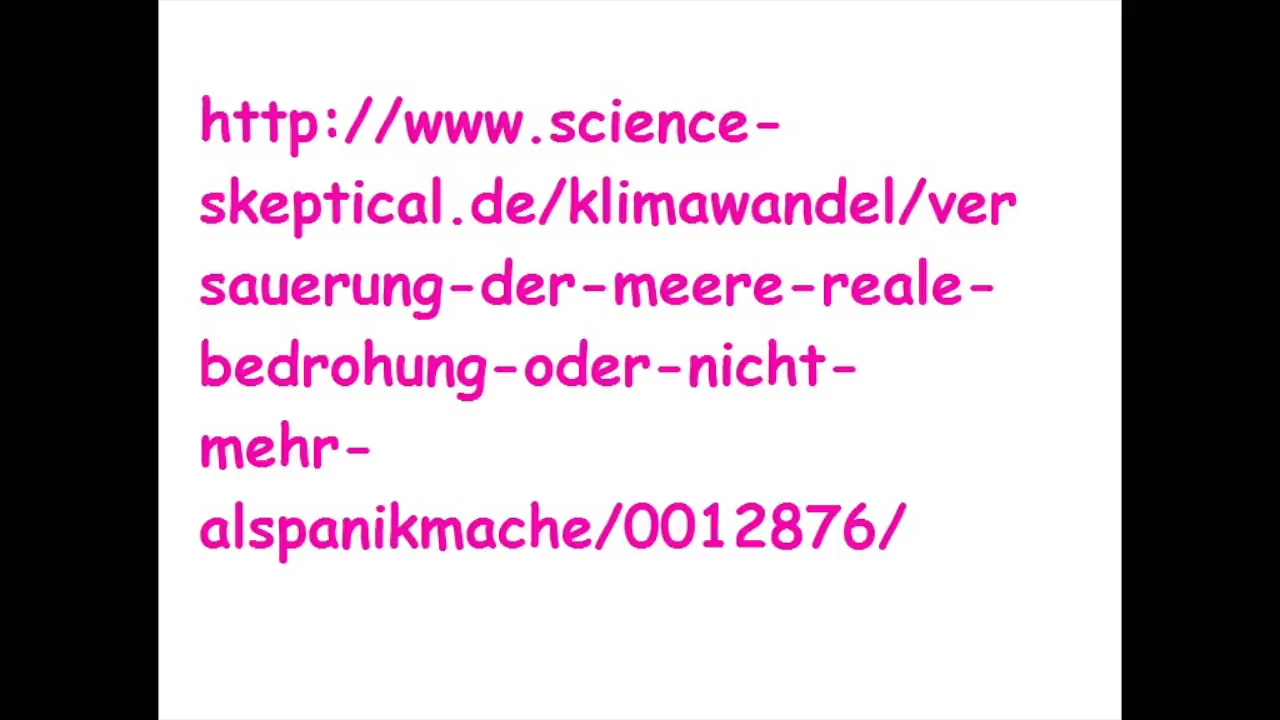 http://www.science-
skeptical.de/klimawandel/ver
sauerung-der-meere-reale-
bedrohung-oder-nicht-
mehr-
alspanikmache/0012876/